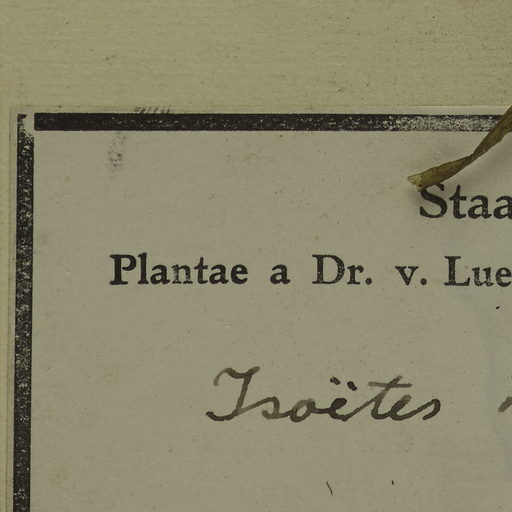 Staa
Plantae a Dr. v. Lue
Isoëtes